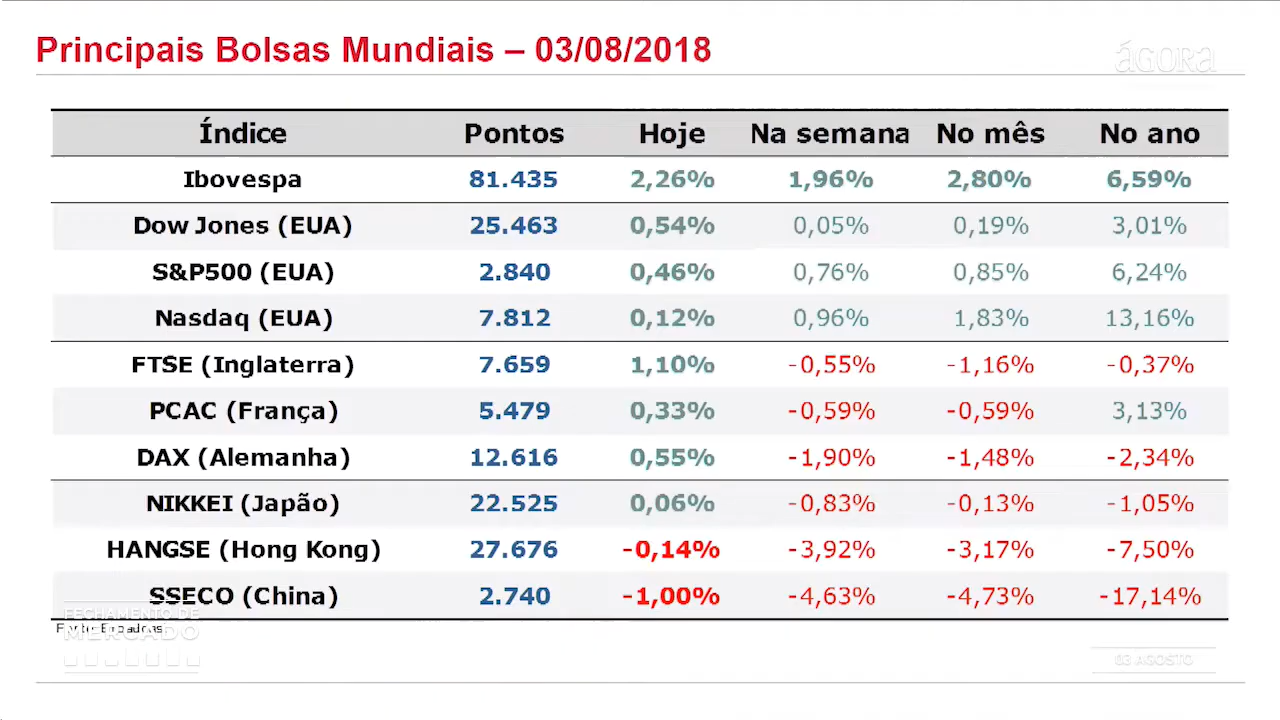 Principais Bolsas Mundiais – 03/08/2018
ágora
Índice Pontos Hoje Na semana No mês No ano
Ibovespa 81.435 2,26% 1,96% 2,80% 6,59%
Dow Jones (EUA) 25.463 0,54% 0,05% 0,19% 3,01%
S&P500 (EUA) 2.840 0,46% 0,76% 0,85% 6,24%
Nasdaq (EUA) 7.812 0,12% 0,96% 1,83% 13,16%
FTSE (Inglaterra) 7.659 1,10% -0,55% -1,16% -0,37%
PCAC (França) 5.479 0,33% -0,59% -0,59% 3,13%
DAX (Alemanha) 12.616 0,55% -1,90% -1,48% -2,34%
NIKKEI (Japão) 22.525 0,06% -0,83% -0,13% -1,05%
HANGSE (Hong Kong) 27.676 -0,14% -3,92% -3,17% -7,50%
SSECO (China) 2.740 -1,00% -4,63% -4,73% -17,14%
FECHAMENTO DE
MERCADO
03 AGOSTO